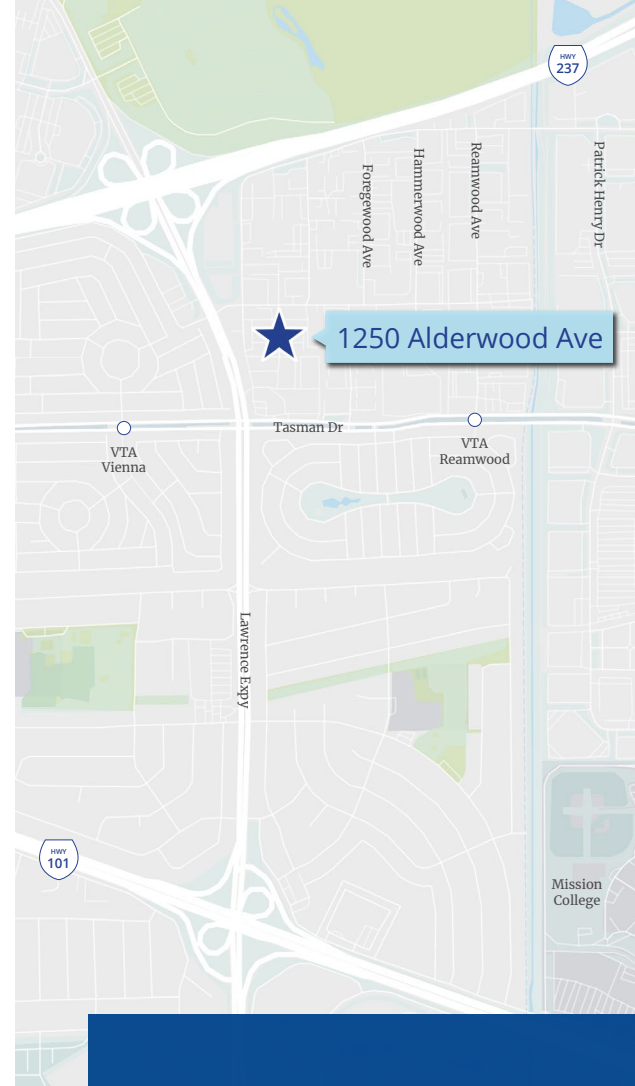 HWY
237
Foregewood Ave
Hammerwood Ave
Reamwood Ave
Patrick Henry Dr
1250 Alderwood Ave
Tasman Dr
VTA
Vienna
VTA
Reamwood
Lawrence Expy
HWY
101
Mission
College